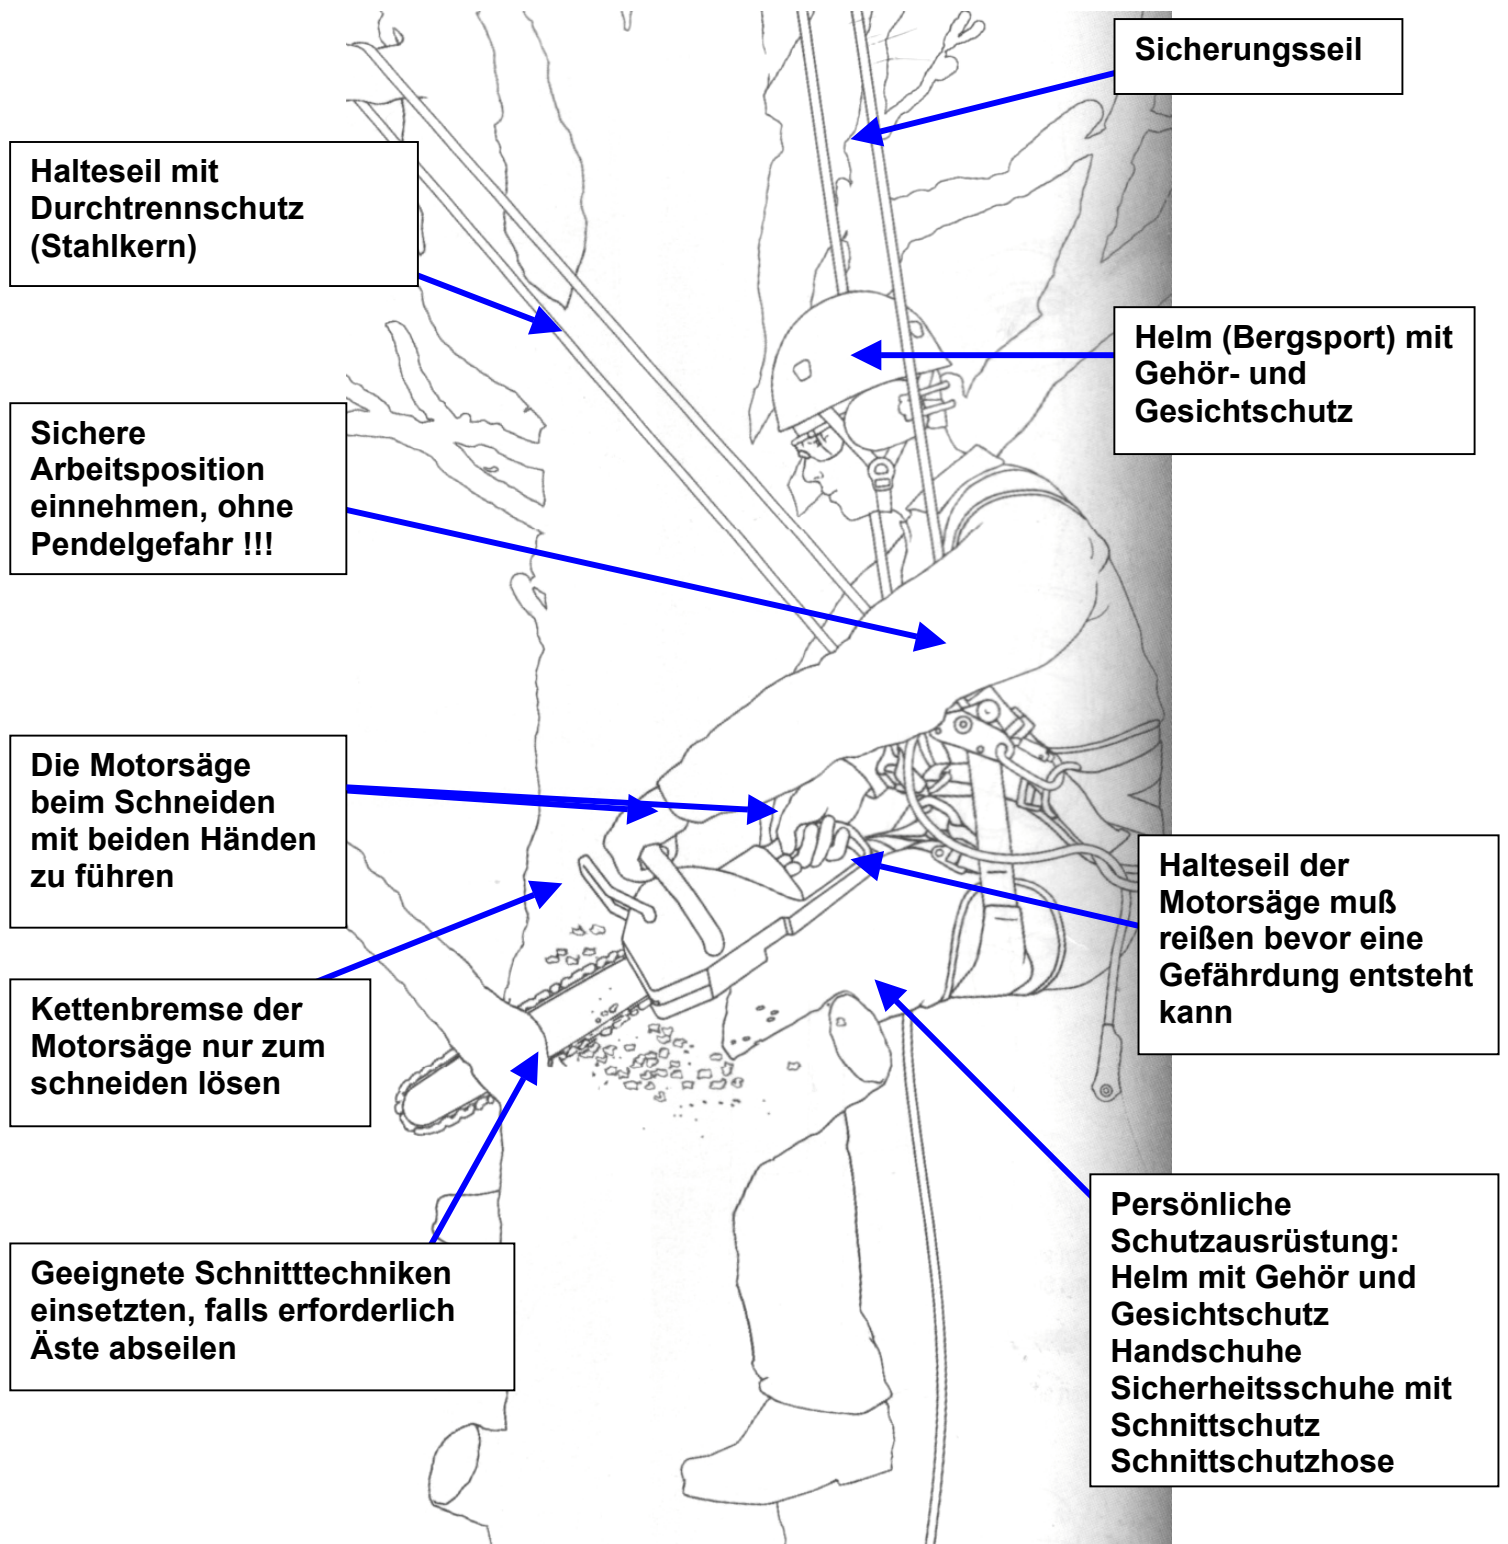 Sicherungsseil
Halteseil mit
Durchtrennschutz
(Stahlkern)
Helm (Bergsport) mit
Gehör- und
Gesichtschutz
Sichere
Arbeitsposition
einnehmen, ohne
Pendelgefahr !!!
Die Motorsäge
beim Schneiden
mit beiden Händen
zu führen
Halteseil der
Motorsäge muß
reißen bevor eine
Gefährdung entsteht
kann
Kettenbremse der
Motorsäge nur zum
schneiden lösen
Persönliche
Schutzausrüstung:
Helm mit Gehör und
Gesichtschutz
Handschuhe
Sicherheitsschuhe mit
Schnittschutz
Schnittschutzhose
Geeignete Schnitttechniken
einsetzten, falls erforderlich
Äste abseilen